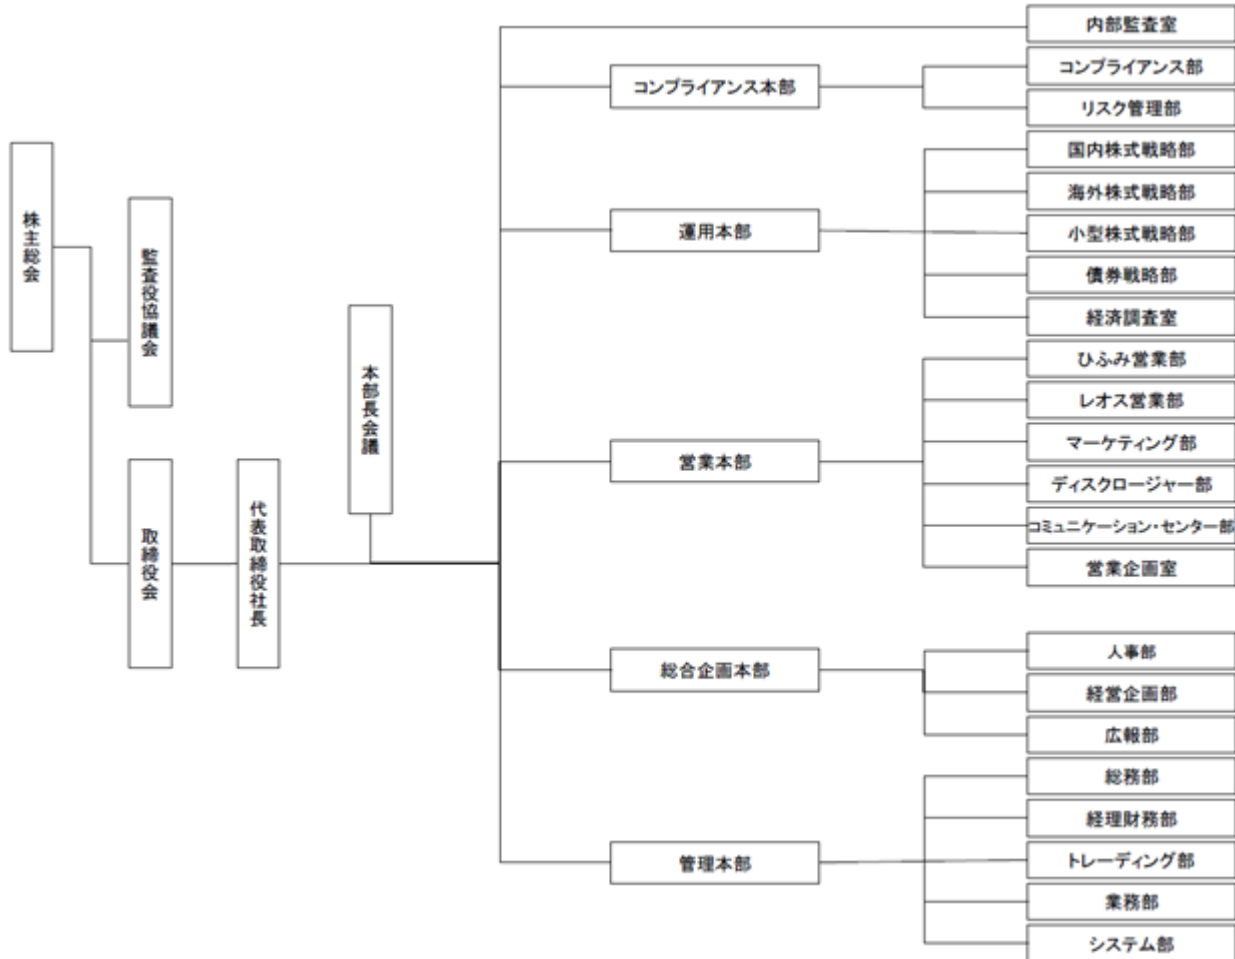 株主総会
監査役協議会
取締役会
代表取締役社長
本部長会議
内部監査室
コンプライアンス本部
コンプライアンス部
リスク管理部
運用本部
国内株式戦略部
海外株式戦略部
小型株式戦略部
債券戦略部
経済調査室
営業本部
ひふみ営業部
レオス営業部
マーケティング部
ディスクロージャー部
コミュニケーション・センター部
営業企画室
総合企画本部
人事部
経営企画部
広報部
管理本部
総務部
経理財務部
トレーディング部
業務部
システム部